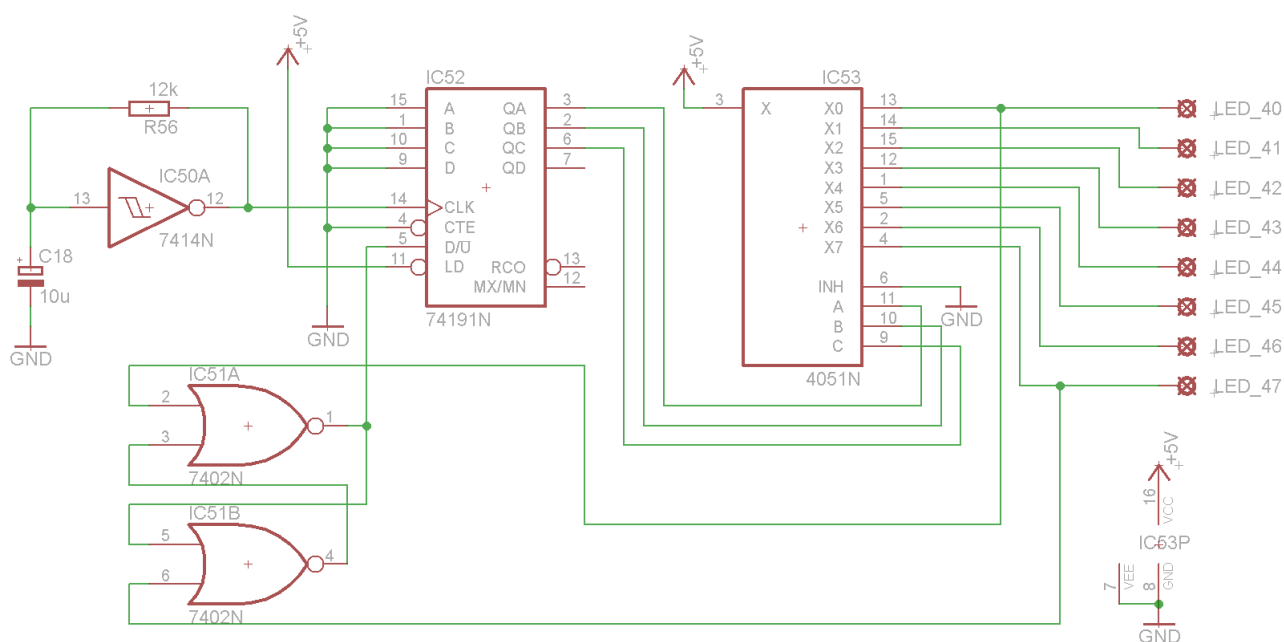 +5V
12k
R56
IC50A
13
12
7414N
+
C18
10u
GND
IC52
15 A QA 3
1 B QB 2
10 C QC 6
9 D QD 7
14 CLK
4 CTE
5 D/U̅
11 LD RCO 13
MX/MN 12
74191N
GND
+5V
IC53
3 X X0 13
X1 14
X2 15
X3 12
X4 1
X5 5
X6 2
X7 4
INH 6
A 11
B 10
C 9
4051N
GND
LED_40
LED_41
LED_42
LED_43
LED_44
LED_45
LED_46
LED_47
IC51A
2
3
1
7402N
IC51B
5
6
4
7402N
+5V
16
VCC
IC53P
7
VEE
8
GND
GND